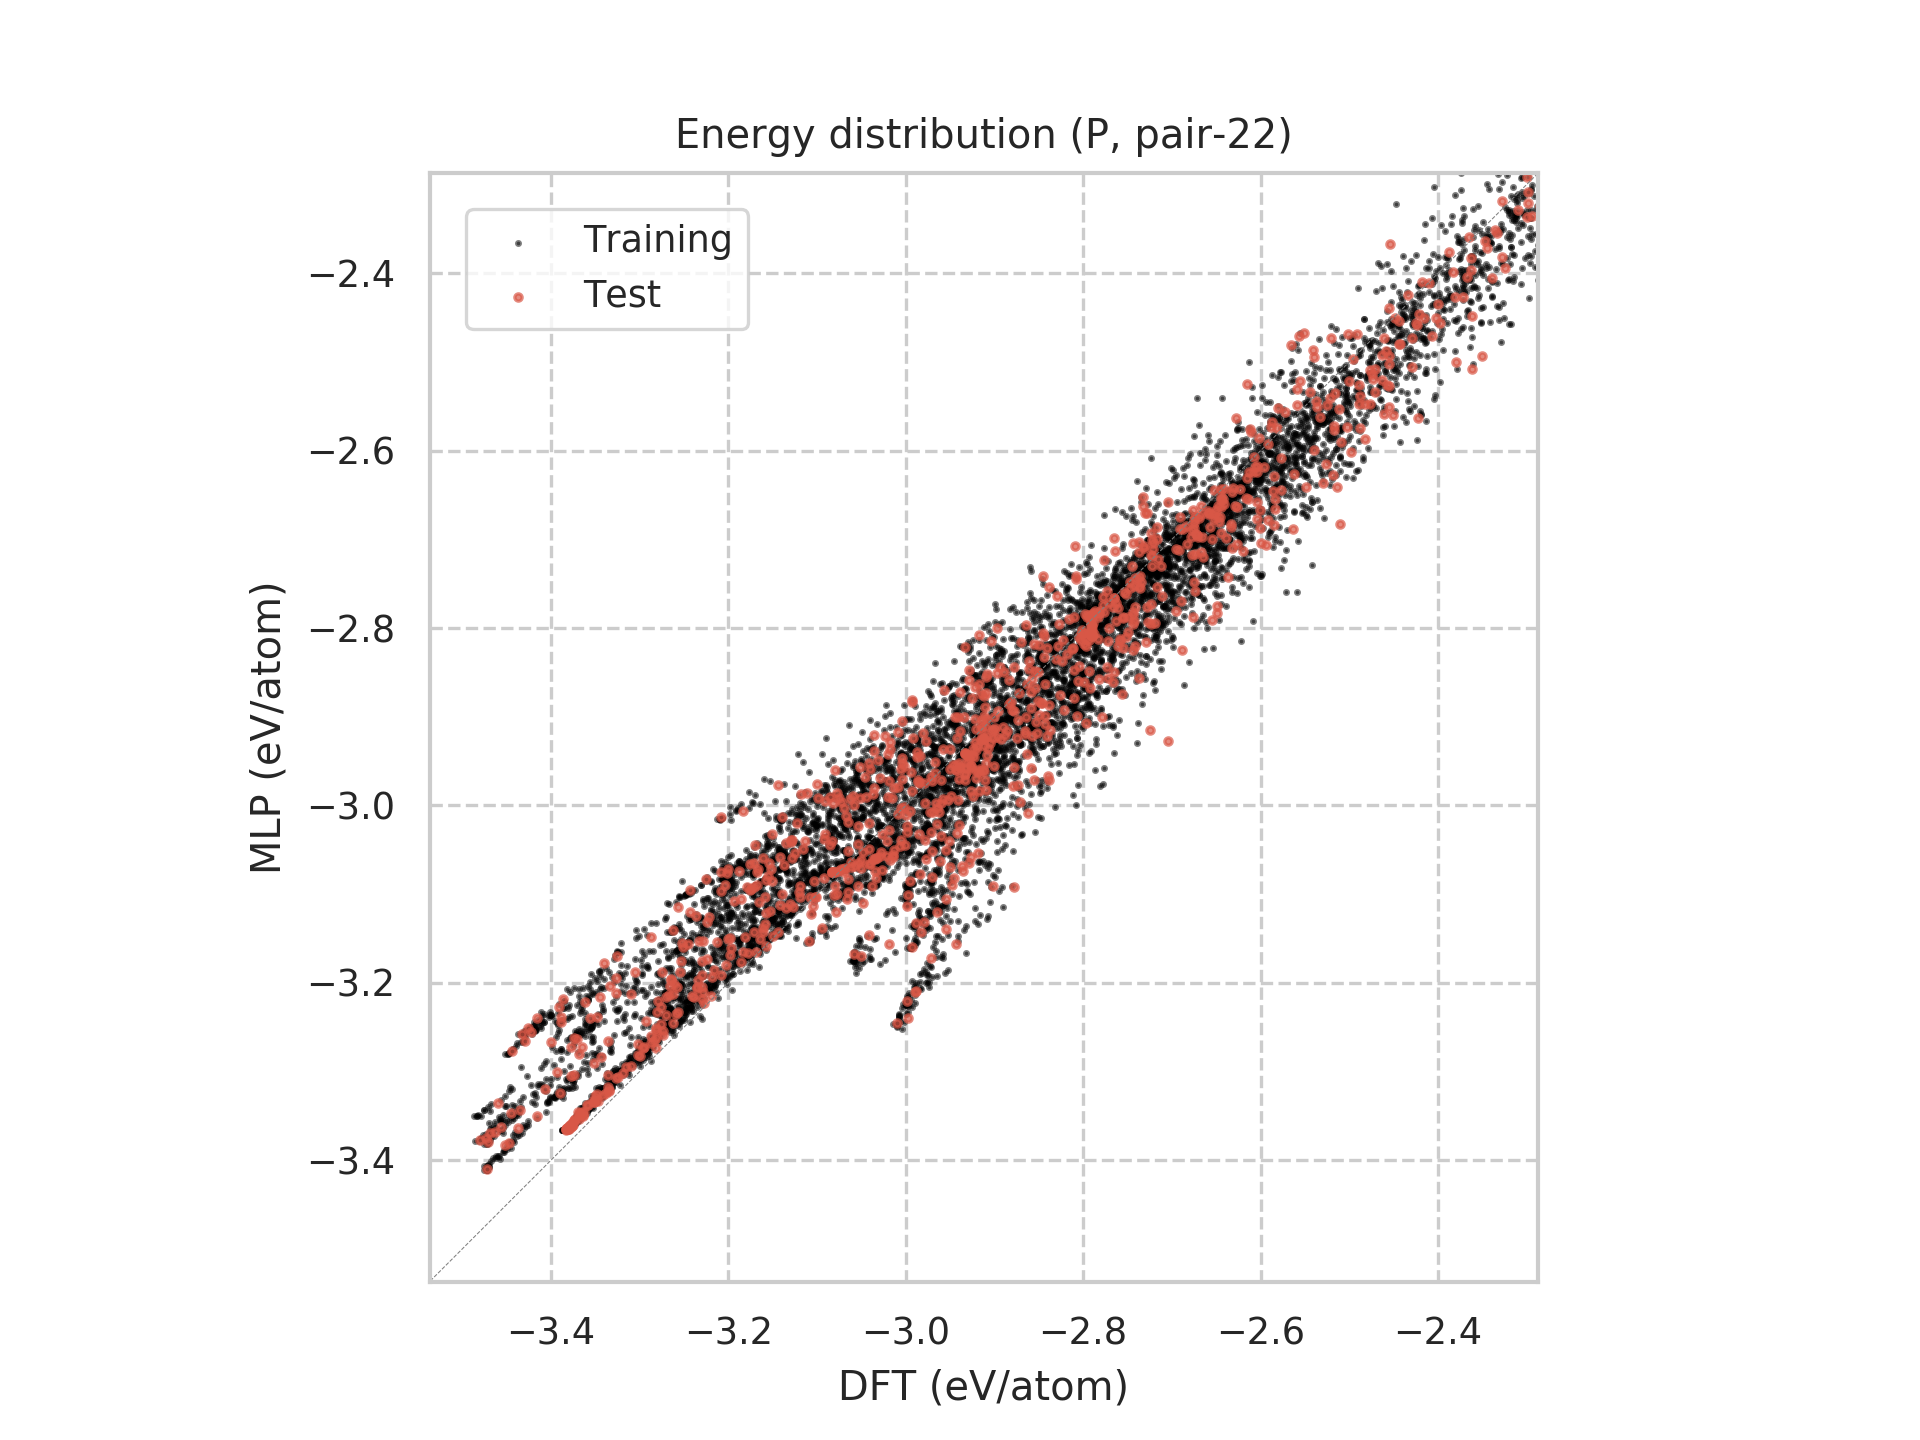 Energy distribution (P, pair-22)
Training
Test
−2.4
−2.6
−2.8
−3.0
−3.2
−3.4
MLP (eV/atom)
−3.4 −3.2 −3.0 −2.8 −2.6 −2.4
DFT (eV/atom)